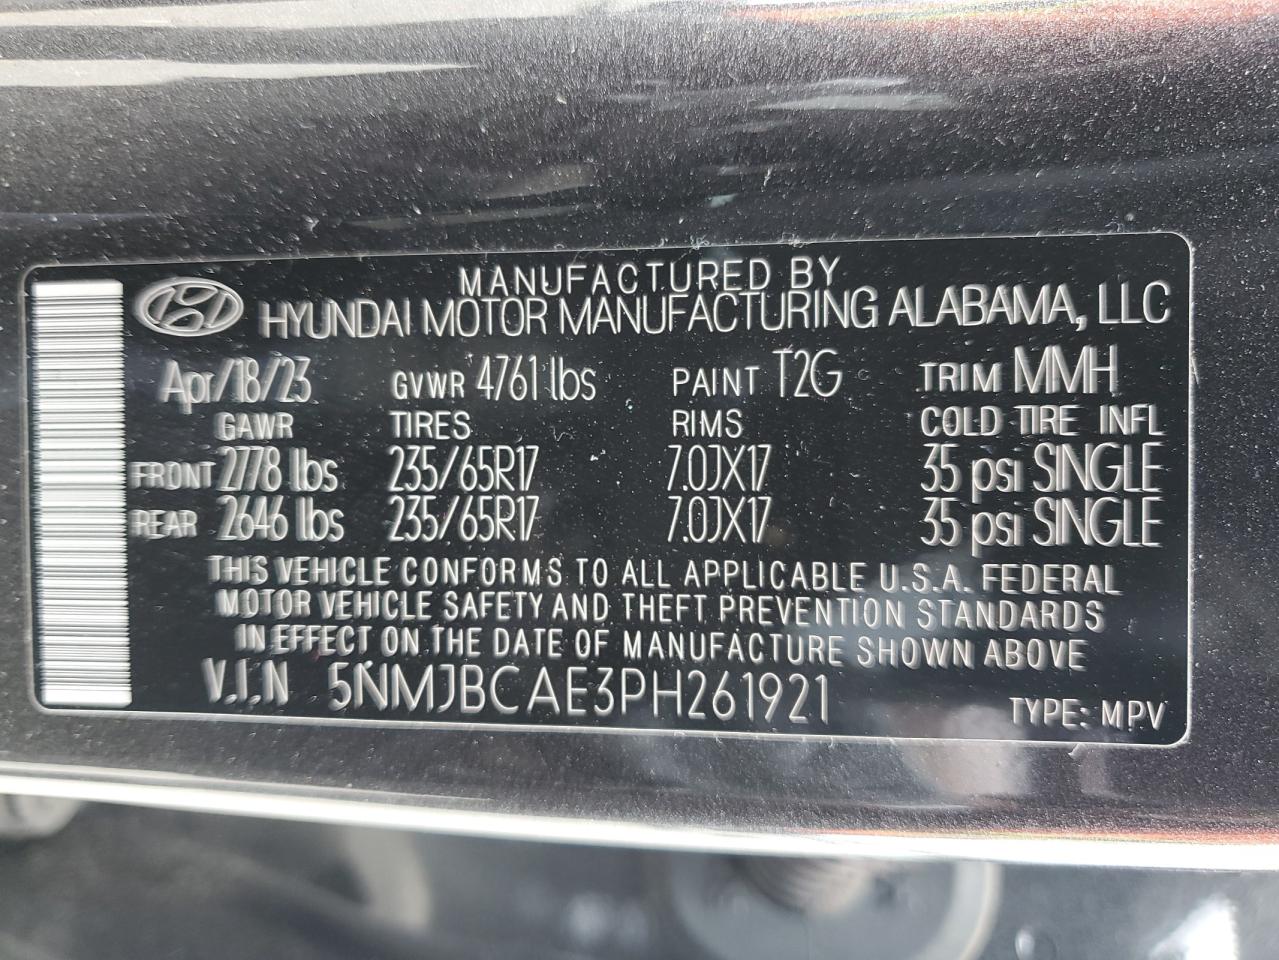 MANUFACTURED BY
HYUNDAI MOTOR MANUFACTURING ALABAMA, LLC
Apr/18/23 GVWR 4761 lbs PAINT T2G TRIM MMH
GAWR TIRES RIMS COLD TIRE INFL
FRONT 2778 lbs 235/65R17 7.0JX17 35 psi SINGLE
REAR 2646 lbs 235/65R17 7.0JX17 35 psi SINGLE
THIS VEHICLE CONFORMS TO ALL APPLICABLE U.S.A. FEDERAL
MOTOR VEHICLE SAFETY AND THEFT PREVENTION STANDARDS
IN EFFECT ON THE DATE OF MANUFACTURE SHOWN ABOVE
V.I.N 5NMJBCAE3PH261921 TYPE: MPV